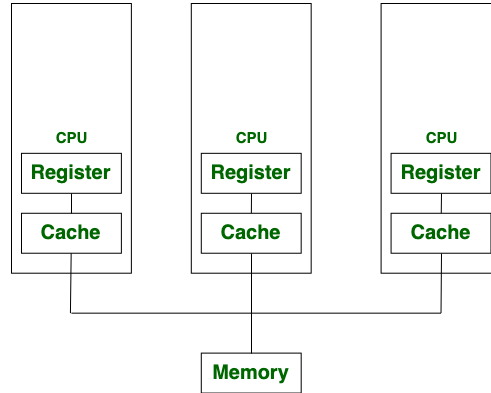 CPU
CPU
CPU
Register
Register
Register
Cache
Cache
Cache
Memory